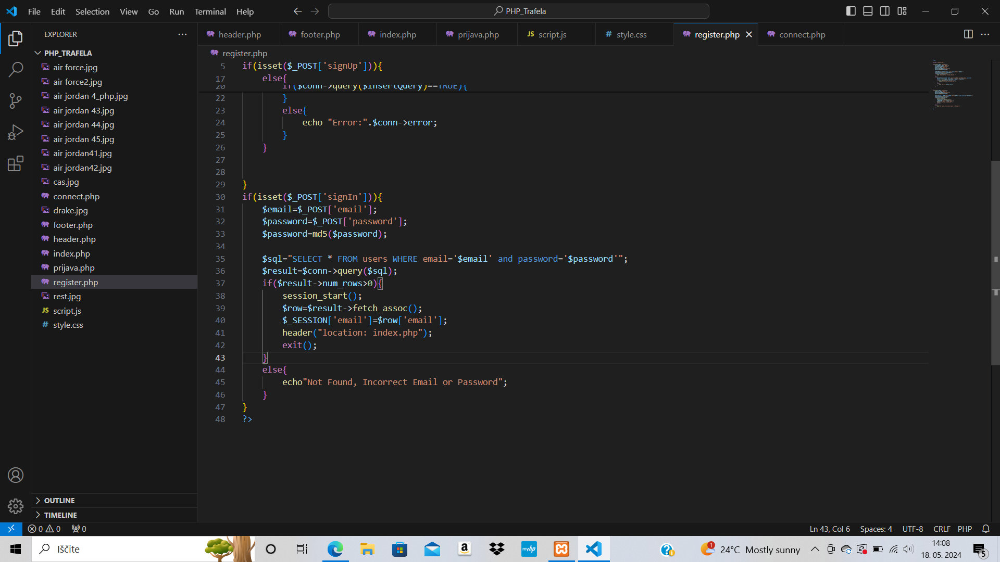 File Edit Selection View Go Run Terminal Help
PHP_Trafela
EXPLORER
PHP_TRAFELA
air force.jpg
air force2.jpg
air jordan 4_php.jpg
air jordan 43.jpg
air jordan 44.jpg
air jordan 45.jpg
air jordan41.jpg
air jordan42.jpg
cas.jpg
connect.php
drake.jpg
footer.php
header.php
index.php
prijava.php
register.php
rest.jpg
JS script.js
# style.css
OUTLINE
TIMELINE
header.php footer.php index.php prijava.php JS script.js # style.css register.php connect.php
register.php
5 if(isset($_POST['signUp'])){
17 else{
20 if($conn->query($insertQuery)==TRUE){
22 }
23 else{
24 echo "Error:".$conn->error;
25 }
26 }
27
28
29 }
30 if(isset($_POST['signIn'])){
31 $email=$_POST['email'];
32 $password=$_POST['password'];
33 $password=md5($password);
34
35 $sql="SELECT * FROM users WHERE email='$email' and password='$password'";
36 $result=$conn->query($sql);
37 if($result->num_rows>0){
38 session_start();
39 $row=$result->fetch_assoc();
40 $_SESSION['email']=$row['email'];
41 header("location: index.php");
42 exit();
43 }
44 else{
45 echo"Not Found, Incorrect Email or Password";
46 }
47 }
48 ?>
0 0 0
Ln 43, Col 6 Spaces: 4 UTF-8 CRLF PHP
Iščite
a
myhp
1
24°C Mostly sunny
14:08
18. 05. 2024
5